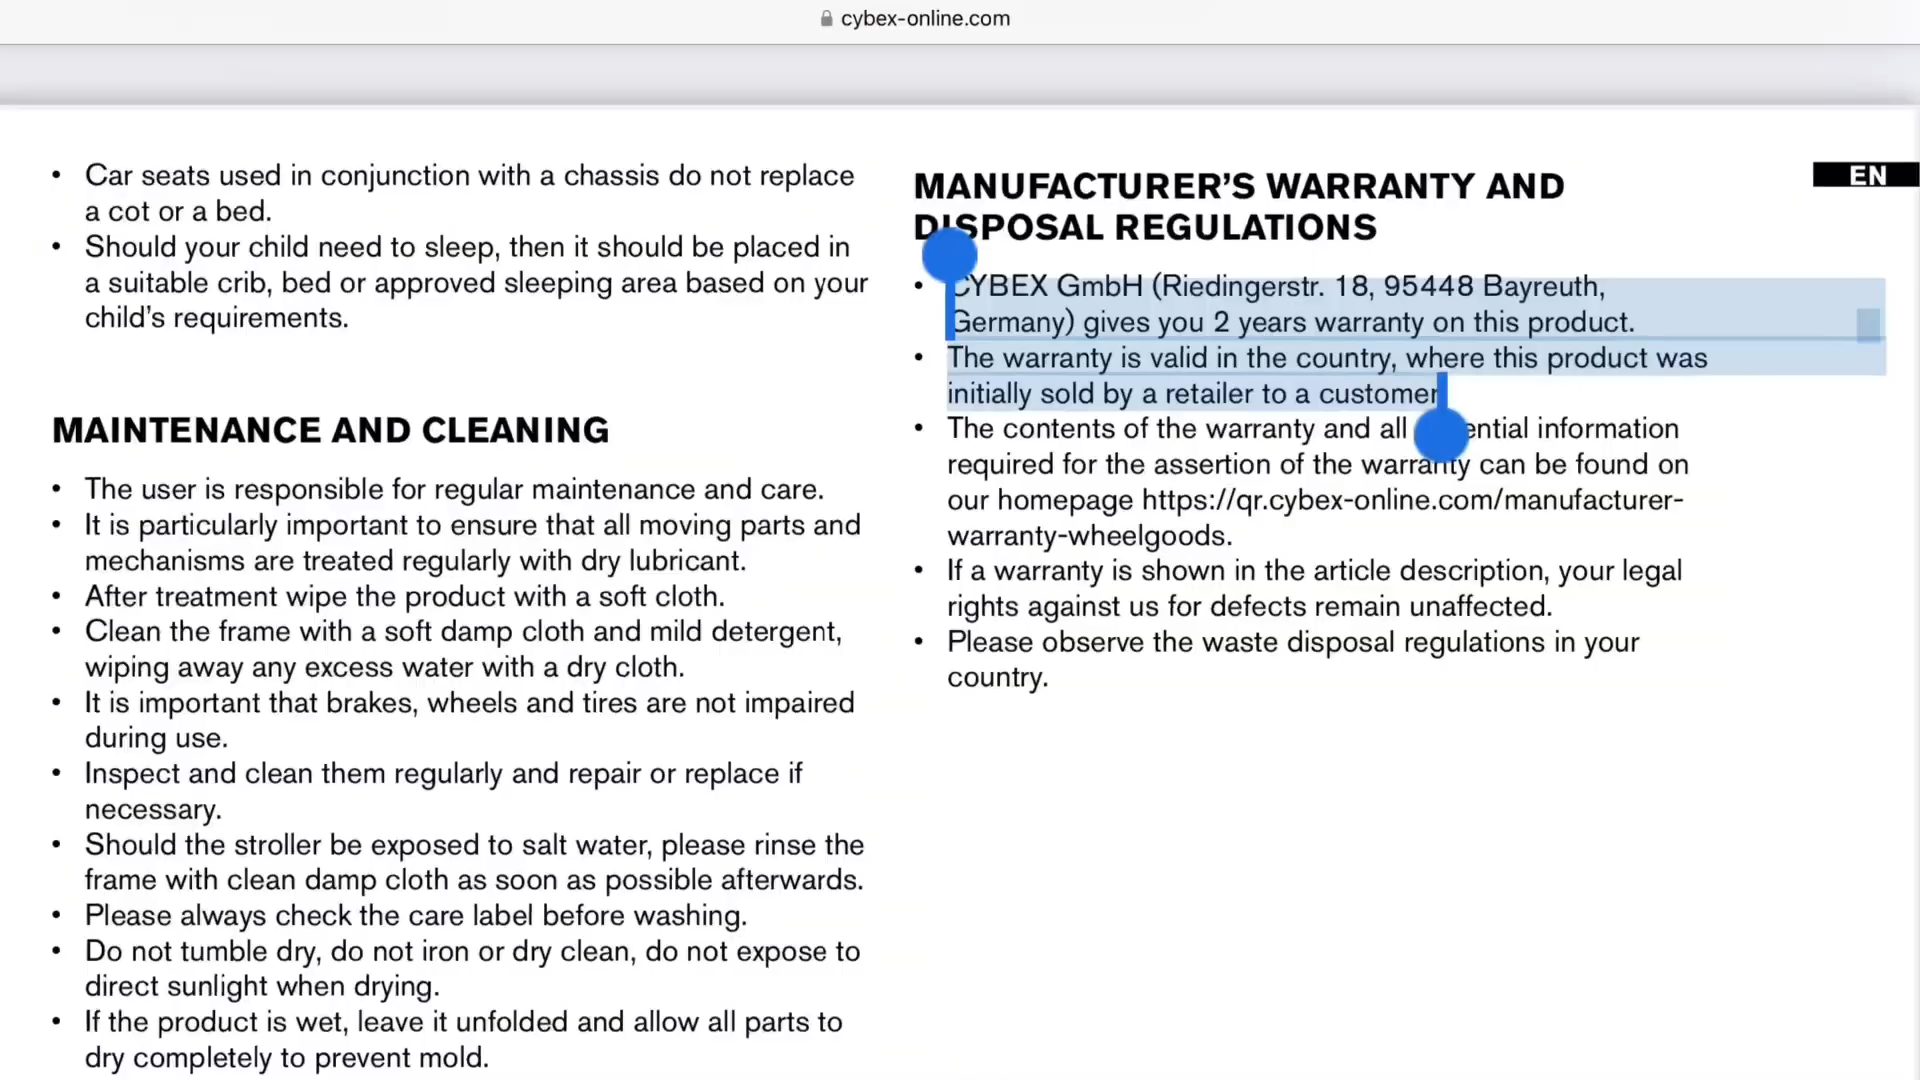 cybex-online.com
• Car seats used in conjunction with a chassis do not replace
a cot or a bed.
• Should your child need to sleep, then it should be placed in
a suitable crib, bed or approved sleeping area based on your
child's requirements.
MAINTENANCE AND CLEANING
• The user is responsible for regular maintenance and care.
• It is particularly important to ensure that all moving parts and
mechanisms are treated regularly with dry lubricant.
• After treatment wipe the product with a soft cloth.
• Clean the frame with a soft damp cloth and mild detergent,
wiping away any excess water with a dry cloth.
• It is important that brakes, wheels and tires are not impaired
during use.
• Inspect and clean them regularly and repair or replace if
necessary.
• Should the stroller be exposed to salt water, please rinse the
frame with clean damp cloth as soon as possible afterwards.
• Please always check the care label before washing.
• Do not tumble dry, do not iron or dry clean, do not expose to
direct sunlight when drying.
• If the product is wet, leave it unfolded and allow all parts to
dry completely to prevent mold.
MANUFACTURER’S WARRANTY AND
DISPOSAL REGULATIONS
EN
• CYBEX GmbH (Riedingerstr. 18, 95448 Bayreuth,
Germany) gives you 2 years warranty on this product.
• The warranty is valid in the country, where this product was
initially sold by a retailer to a customer
• The contents of the warranty and all ential information
required for the assertion of the warranty can be found on
our homepage https://qr.cybex-online.com/manufacturer-
warranty-wheelgoods.
• If a warranty is shown in the article description, your legal
rights against us for defects remain unaffected.
• Please observe the waste disposal regulations in your
country.